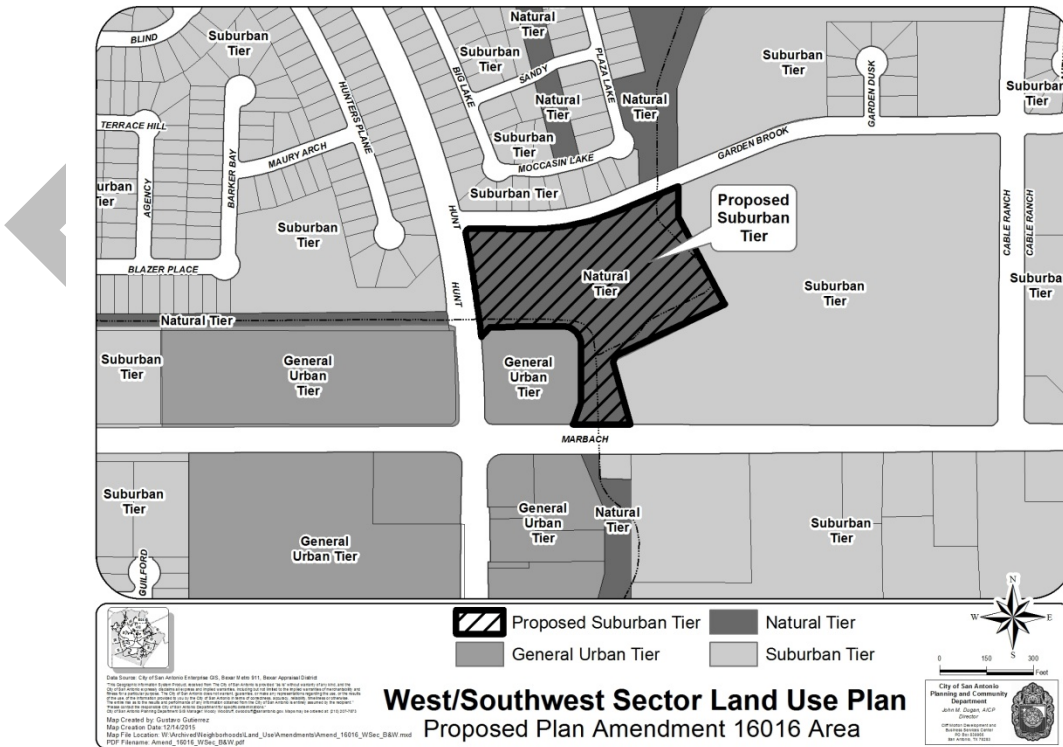 BLIND
Suburban
Tier
HUNTERS PLANE
TERRACE HILL
AGENCY
BARKER BAY
MAURY ARCH
urban
Tier
BLAZER PLACE
Suburban
Tier
Natural
Tier
Suburban
Tier
BIG LAKE
SANDY
PLAZA LAKE
Natural
Tier
Natural
Tier
Suburban
Tier
MOCCASIN LAKE
Suburban Tier
Suburban
Tier
GARDEN DUSK
GARDEN BROOK
Suburban
Tier
CABLE RANCH
CABLE RANCH
Proposed
Suburban
Tier
HUNT
HUNT
Natural
Tier
Suburban
Tier
Suburban
Tier
Natural Tier
Suburban
Tier
General
Urban
Tier
General
Urban
Tier
MARBACH
Suburban
Tier
GUILFORD
General
Urban Tier
General
Urban
Tier
Natural
Tier
Suburban
Tier
Proposed Suburban Tier
Natural Tier
General Urban Tier
Suburban Tier
N
W
E
S
0 150 300
Feet
Data Source: City of San Antonio Enterprise GIS, Bexar Metro 911, Bexar Appraisal District
Map Created by: Gustavo Gutierrez
Map Creation Date: 12/14/2015
PDF Filename: Amend_16016_WSec_B&W.pdf
West/Southwest Sector Land Use Plan
Proposed Plan Amendment 16016 Area
City of San Antonio
Planning and Community
Department
John M. Dugan, AICP
Director